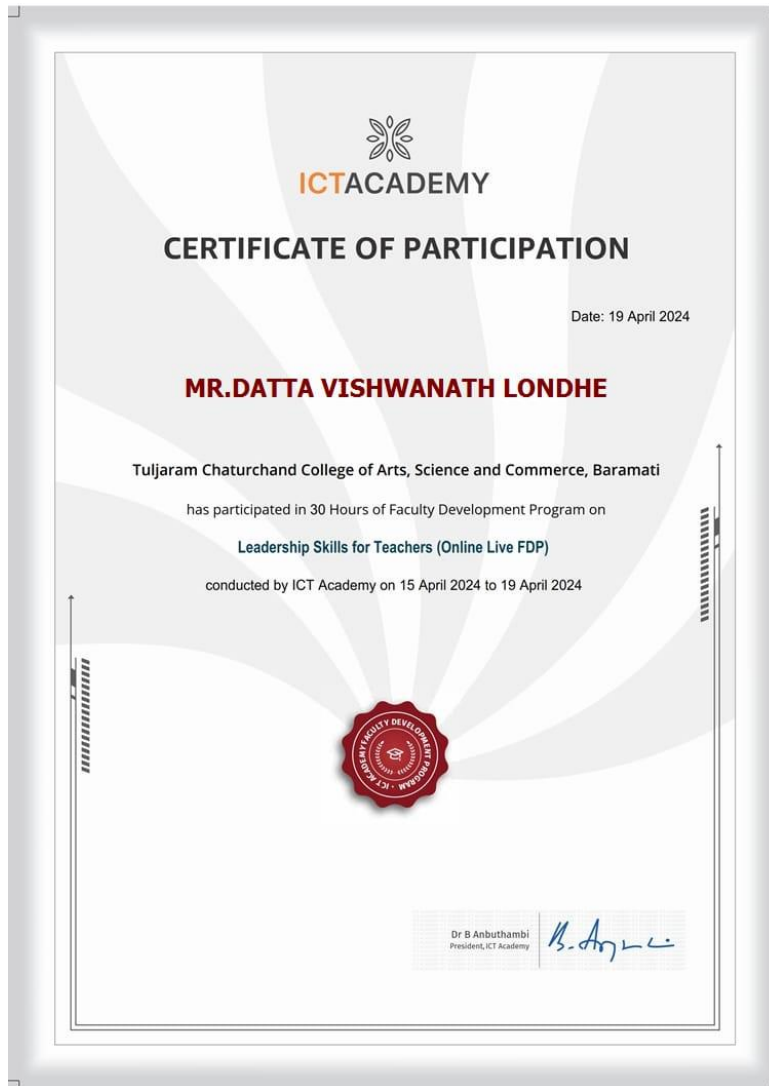 ICTACADEMY
CERTIFICATE OF PARTICIPATION
Date: 19 April 2024
MR.DATTA VISHWANATH LONDHE
Tuljaram Chaturchand College of Arts, Science and Commerce, Baramati
has participated in 30 Hours of Faculty Development Program on
Leadership Skills for Teachers (Online Live FDP)
conducted by ICT Academy on 15 April 2024 to 19 April 2024
ICT ACADEMY FACULTY DEVELOPMENT PROGRAM
Dr B Anbuthambi
President, ICT Academy